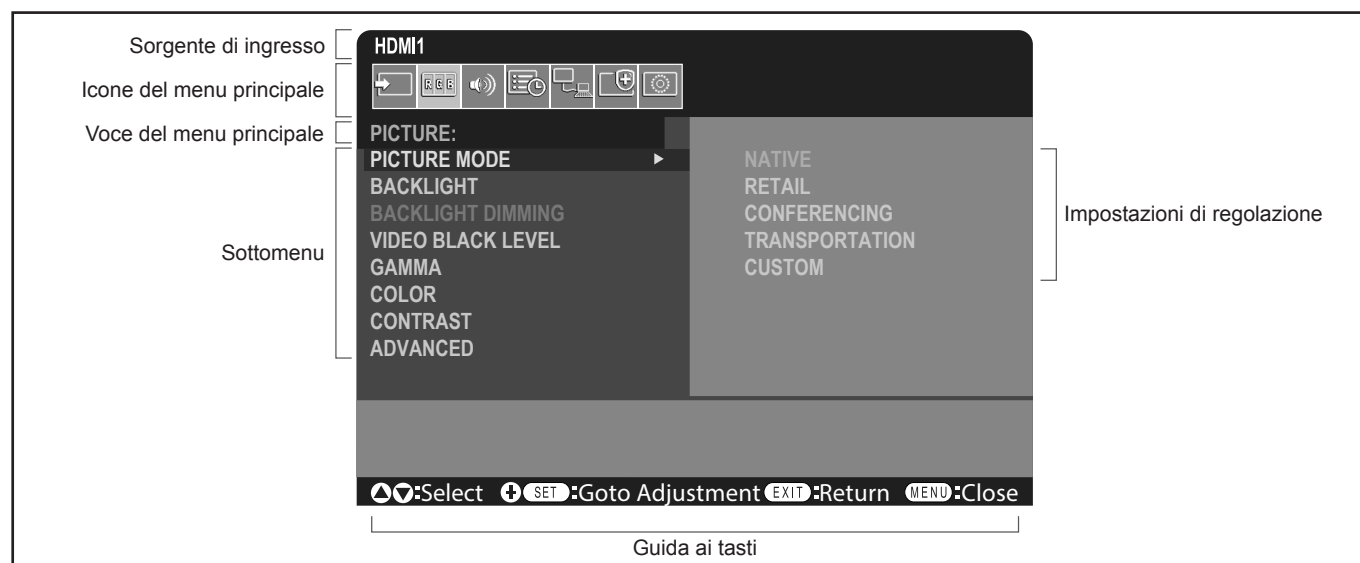 Sorgente di ingresso
HDMI1
Icone del menu principale
RGB
Voce del menu principale
PICTURE:
Sottomenu
PICTURE MODE
BACKLIGHT
BACKLIGHT DIMMING
VIDEO BLACK LEVEL
GAMMA
COLOR
CONTRAST
ADVANCED
NATIVE
RETAIL
CONFERENCING
TRANSPORTATION
CUSTOM
Impostazioni di regolazione
:Select SET :Goto Adjustment EXIT :Return MENU :Close
Guida ai tasti